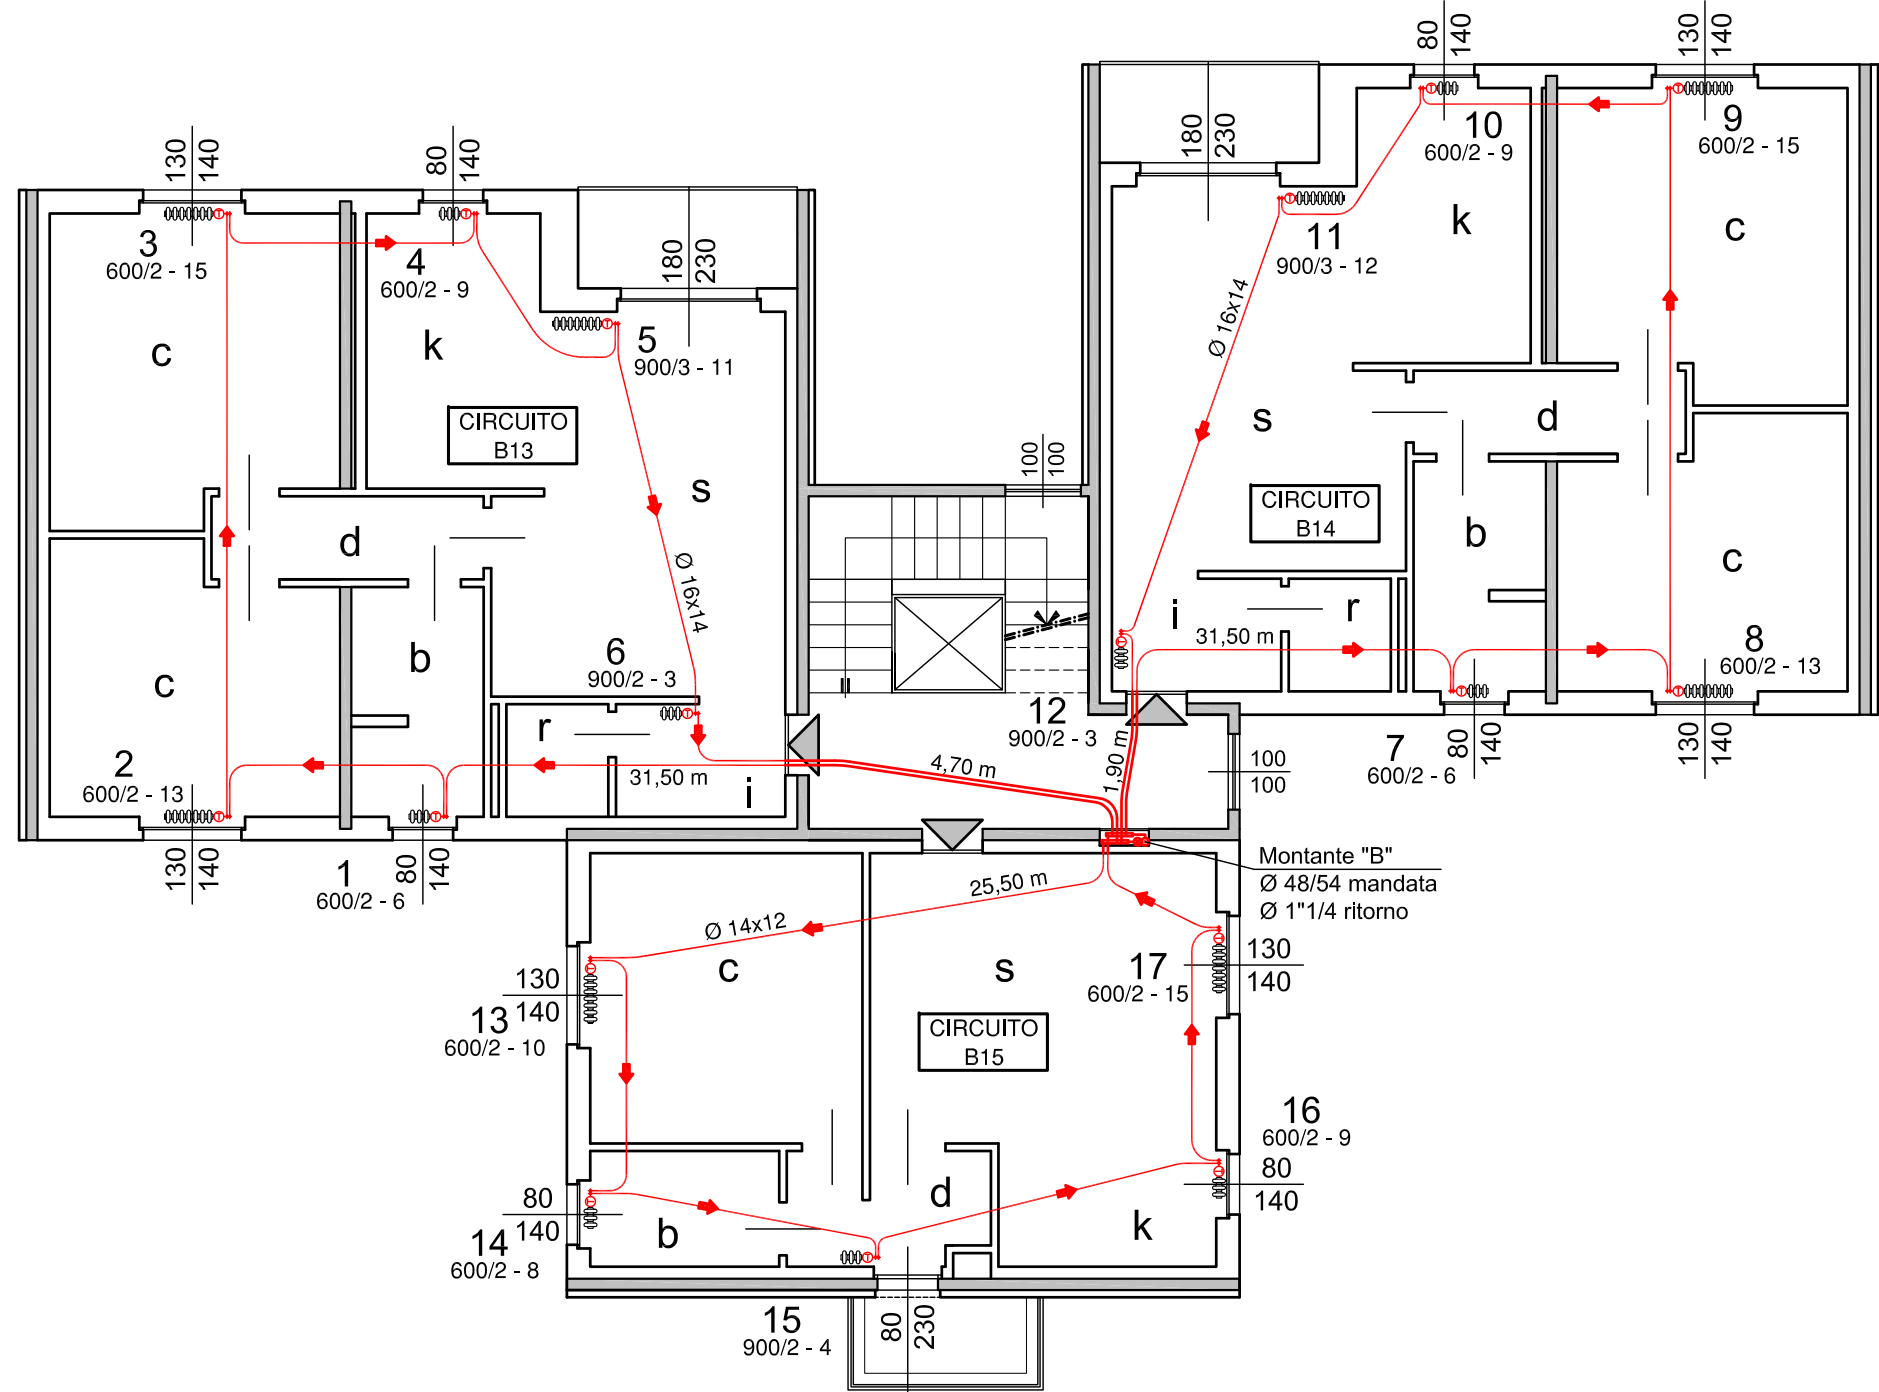 80
140
130
140
180
230
10
600/2 - 9
9
600/2 - 15
130
140
80
140
180
230
3
600/2 - 15
4
600/2 - 9
11
900/3 - 12
k
c
Ø 16x14
5
900/3 - 11
c
k
s
d
CIRCUITO
B13
s
100
100
CIRCUITO
B14
b
c
d
Ø 16x14
i
r
31,50 m
8
600/2 - 13
6
900/2 - 3
b
c
12
900/2 - 3
r
31,50 m
i
4,70 m
1,90 m
100
100
7
600/2 - 6
80
140
130
140
2
600/2 - 13
130
140
1
600/2 - 6
80
140
Montante "B"
Ø 48/54 mandata
Ø 1"1/4 ritorno
25,50 m
Ø 14x12
c
s
17
600/2 - 15
130
140
130
140
13
600/2 - 10
CIRCUITO
B15
16
600/2 - 9
80
140
80
140
14
600/2 - 8
b
d
k
15
900/2 - 4
80
230